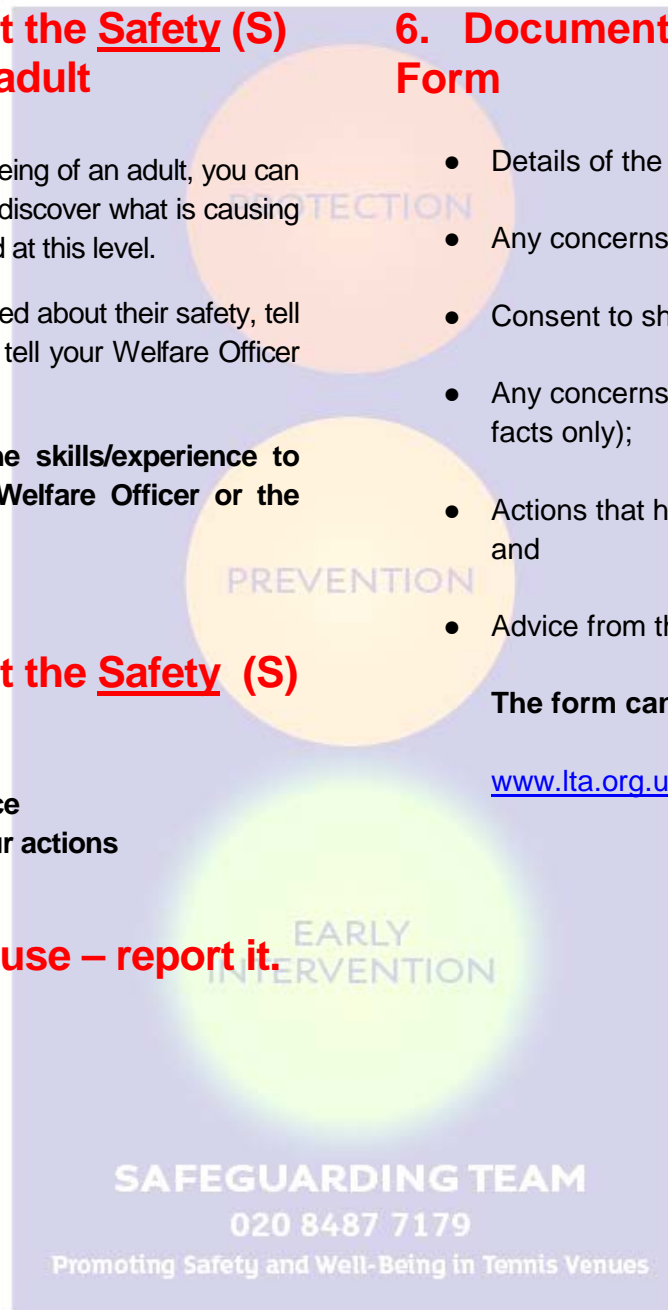 t the Safety (S)
adult
eing of an adult, you can
discover what is causing
d at this level.
ed about their safety, tell
tell your Welfare Officer
ne skills/experience to
Welfare Officer or the
t the Safety (S)
ce
ur actions
use – report it.
6. Document
Form
● Details of the
● Any concerns
● Consent to sh
● Any concerns
facts only);
● Actions that h
and
● Advice from th
The form can
www.lta.org.u
PROTECTION
PREVENTION
EARLY
INTERVENTION
SAFEGUARDING TEAM
020 8487 7179
Promoting Safety and Well-Being in Tennis Venues